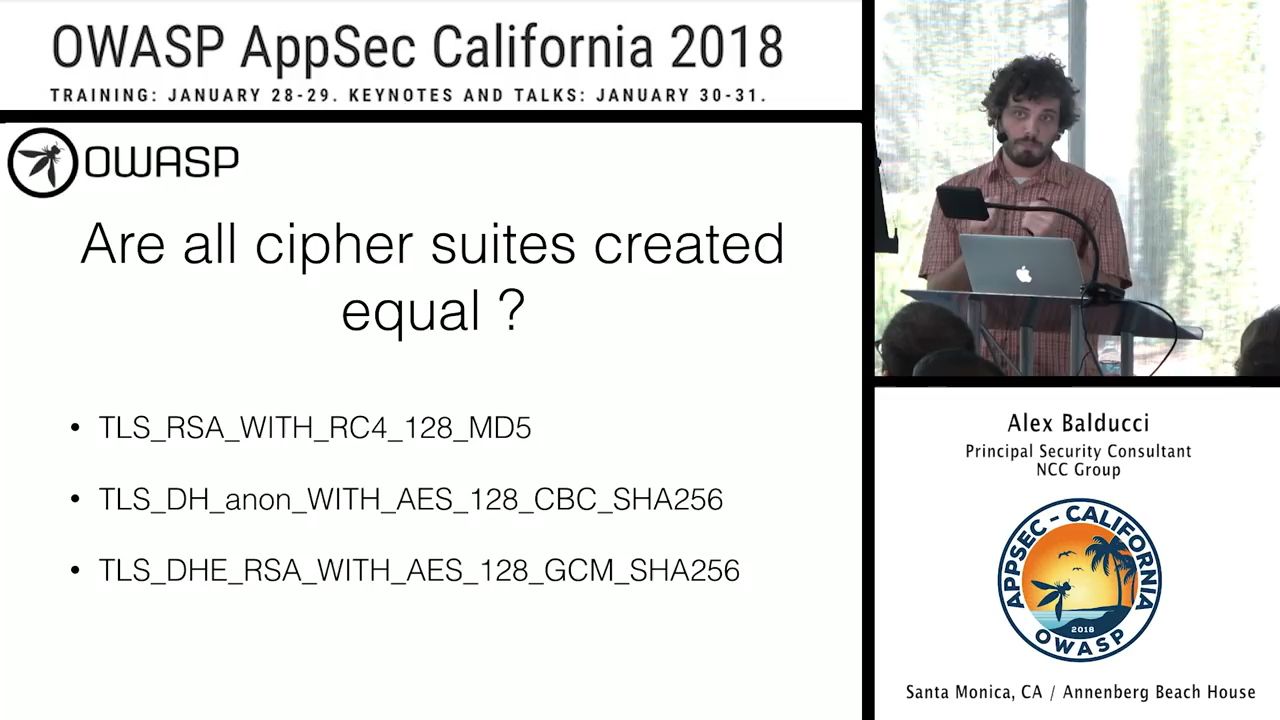 OWASP AppSec California 2018
TRAINING: JANUARY 28-29. KEYNOTES AND TALKS: JANUARY 30-31.
OWASP
Are all cipher suites created
equal ?
• TLS_RSA_WITH_RC4_128_MD5
• TLS_DH_anon_WITH_AES_128_CBC_SHA256
• TLS_DHE_RSA_WITH_AES_128_GCM_SHA256
Alex Balducci
Principal Security Consultant
NCC Group
APPSEC - CALIFORNIA
2018
OWASP
Santa Monica, CA / Annenberg Beach House